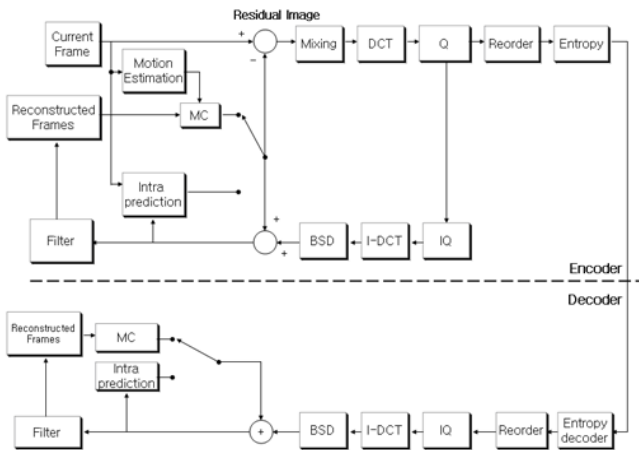 Residual Image
Current
Frame
+
−
Mixing
DCT
Q
Reorder
Entropy
Motion
Estimation
MC
Reconstructed
Frames
Intra
prediction
+
+
Filter
BSD
I-DCT
IQ
Encoder
Decoder
Reconstructed
Frames
MC
Intra
prediction
Filter
+
BSD
I-DCT
IQ
Reorder
Entropy
decoder